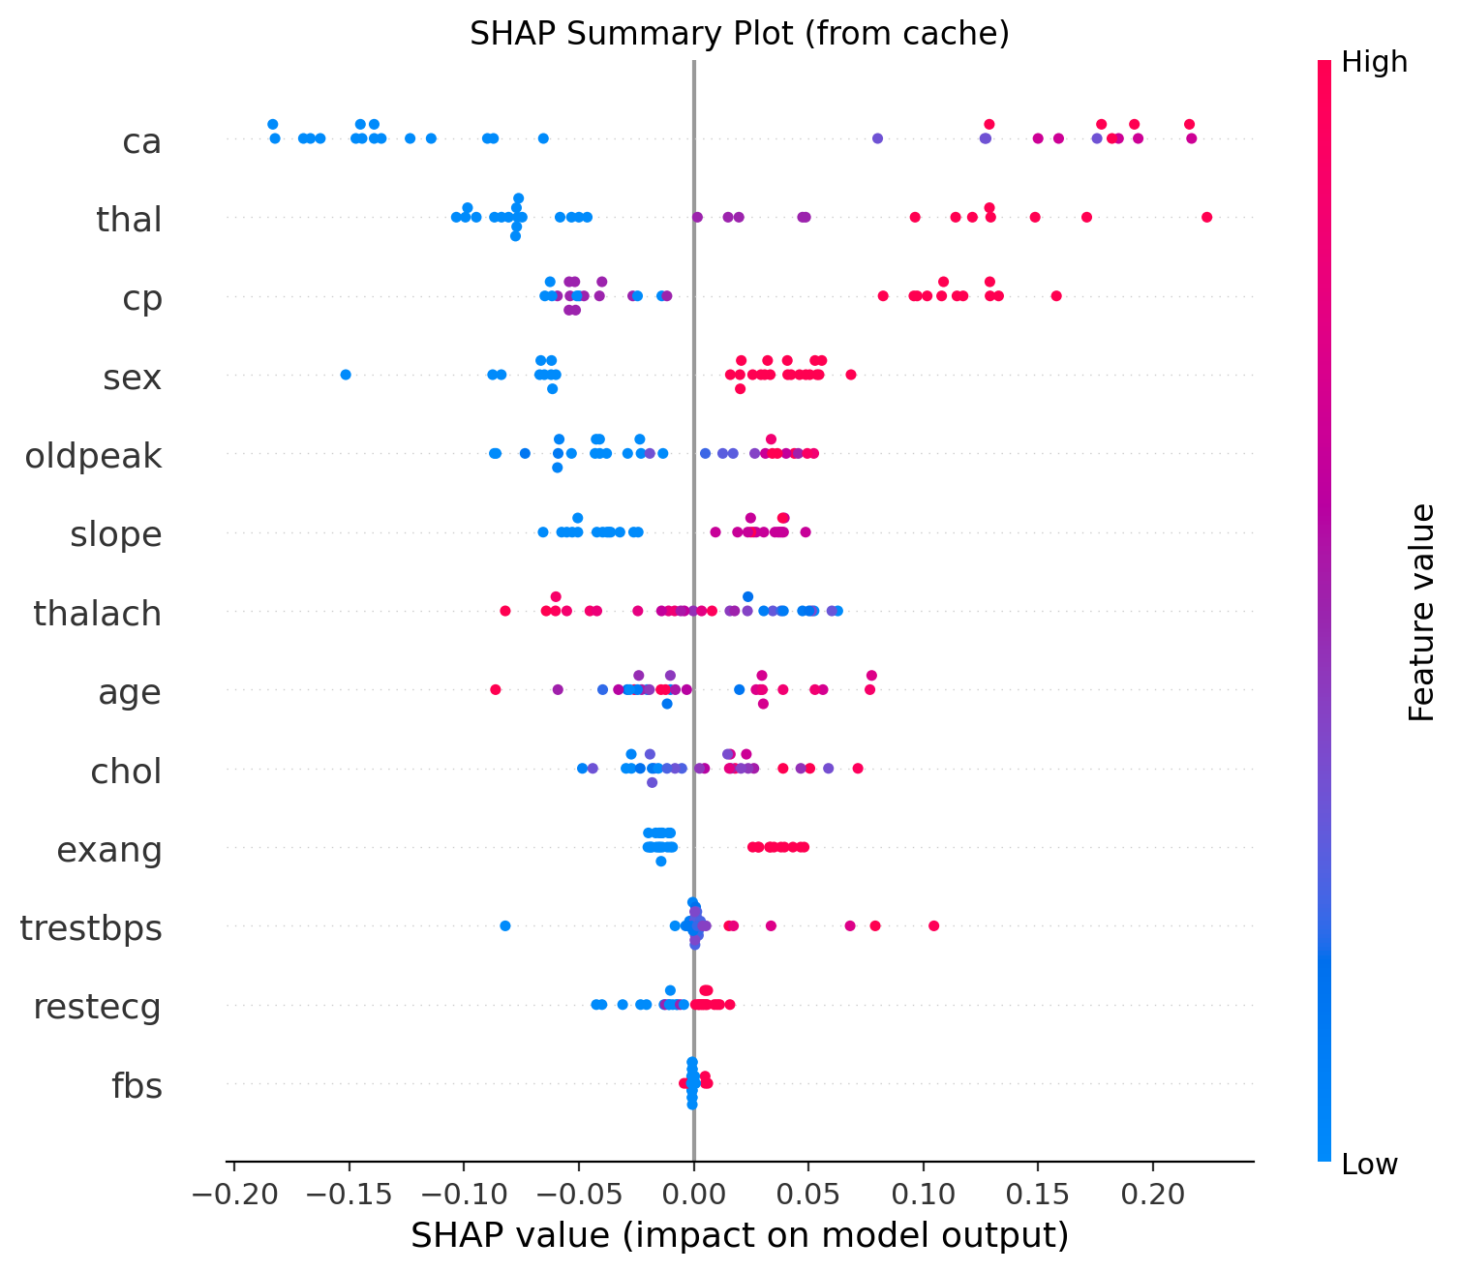 SHAP Summary Plot (from cache)
High
ca
thal
cp
sex
oldpeak
slope
thalach
age
chol
exang
trestbps
restecg
fbs
Feature value
Low
−0.20 −0.15 −0.10 −0.05 0.00 0.05 0.10 0.15 0.20
SHAP value (impact on model output)